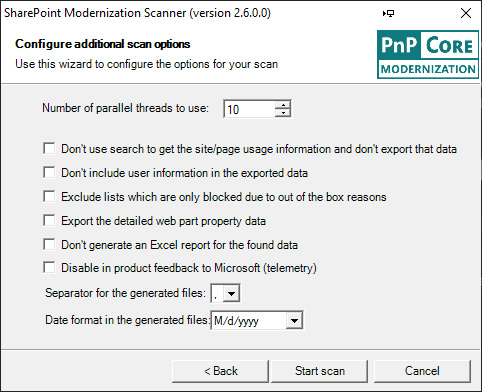 SharePoint Modernization Scanner (version 2.6.0.0)
Configure additional scan options
Use this wizard to configure the options for your scan
PnP Core
MODERNIZATION
Number of parallel threads to use: 10
Don't use search to get the site/page usage information and don't export that data
Don't include user information in the exported data
Exclude lists which are only blocked due to out of the box reasons
Export the detailed web part property data
Don't generate an Excel report for the found data
Disable in product feedback to Microsoft (telemetry)
Separator for the generated files: ,
Date format in the generated files: M/d/yyyy
< Back Start scan Cancel